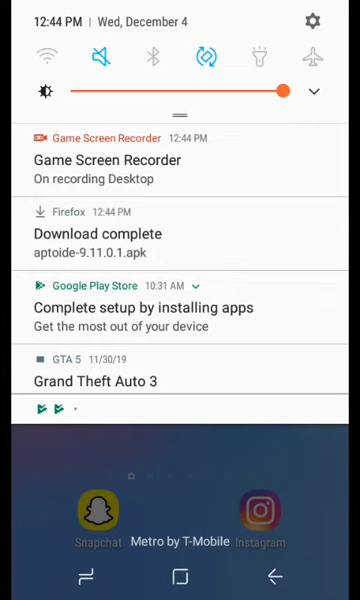 12:44 PM | Wed, December 4
Game Screen Recorder 12:44 PM
Game Screen Recorder
On recording Desktop
Firefox 12:44 PM
Download complete
aptoide-9.11.0.1.apk
Google Play Store 10:31 AM
Complete setup by installing apps
Get the most out of your device
GTA 5 11/30/19
Grand Theft Auto 3
Snapchat Metro by T-Mobile Instagram